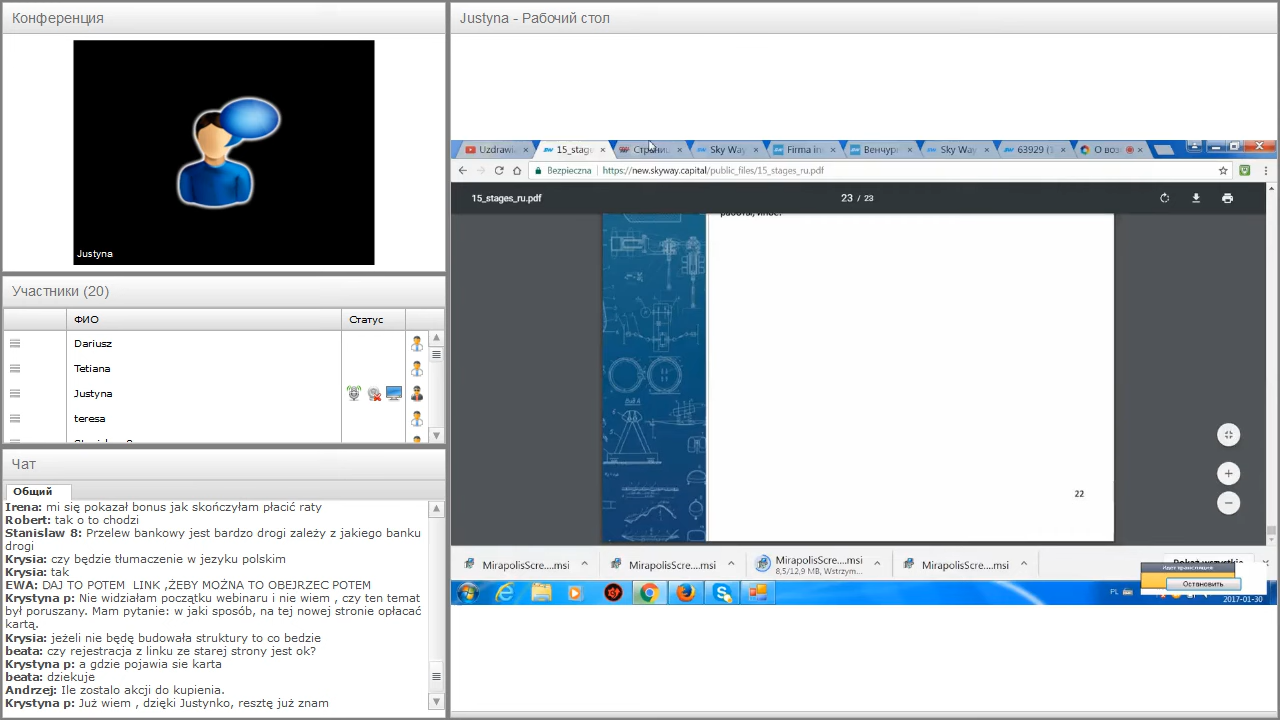 Конференция
Justyna
Участники (20)
ФИО
Статус
Dariusz
Tetiana
Justyna
teresa
Чат
Общий
Irena: mi się pokazał bonus jak skończyłam płacić raty
Robert: tak o to chodzi
Stanislaw 8: Przelew bankowy jest bardzo drogi zależy z jakiego banku
drogi
Krysia: czy będzie tłumaczenie w jezyku polskim
Krysia: tak
EWA: DAJ TO POTEM LINK ,ŻEBY MOŻNA TO OBEJRZEC POTEM
Krystyna p: Nie widziałam początku webinaru i nie wiem , czy ten temat
był poruszany. Mam pytanie: w jaki sposób, na tej nowej stronie opłacać
kartą.
Krysia: jeżeli nie będę budowała struktury to co bedzie
beata: czy rejestracja z linku ze starej strony jest ok?
Krystyna p: a gdzie pojawia sie karta
beata: dziekuje
Andrzej: Ile zostalo akcji do kupienia.
Krystyna p: Już wiem , dzięki Justynko, resztę już znam
Justyna - Рабочий стол
Uzdrawia
15_stage
Страниц
Sky Way
Firma in
Венчурн
Sky Way
63929 (1
О воз
Bezpieczna
https://new.skyway.capital/public_files/15_stages_ru.pdf
15_stages_ru.pdf
23 / 23
22
MirapolisScre....msi
MirapolisScre....msi
MirapolisScre....msi
8,5/12,9 MB, Wstrzym...
MirapolisScre....msi
Pokaż wszystkie
Идет трансляция
Остановить
PL
2017-01-30